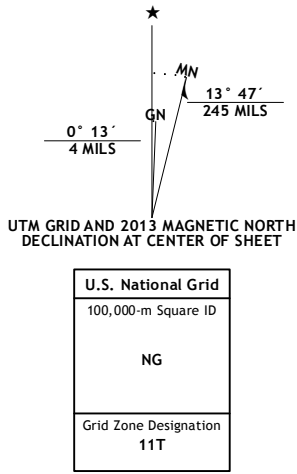 ★
MN
13° 47´
245 MILS
GN
0° 13´
4 MILS
UTM GRID AND 2013 MAGNETIC NORTH
DECLINATION AT CENTER OF SHEET
U.S. National Grid
100,000-m Square ID
NG
Grid Zone Designation
11T